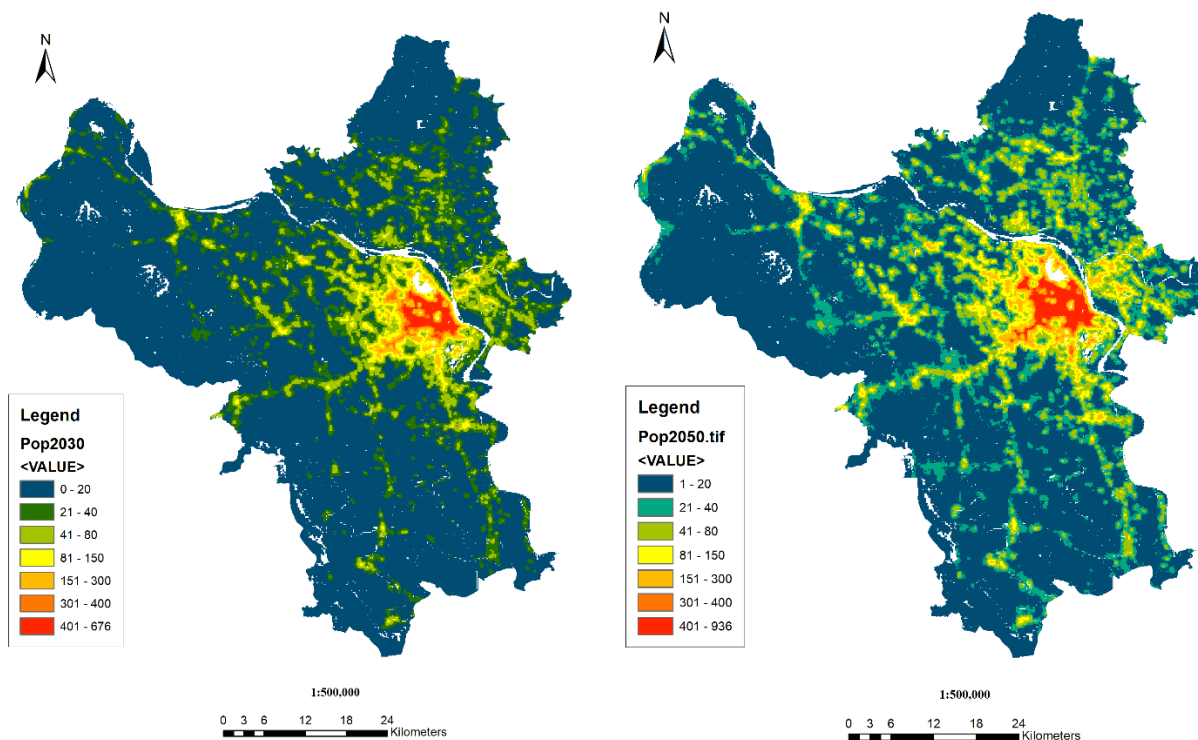 N
Legend
Pop2030
<VALUE>
0 - 20
21 - 40
41 - 80
81 - 150
151 - 300
301 - 400
401 - 676
1:500,000
0 3 6 12 18 24
Kilometers
N
Legend
Pop2050.tif
<VALUE>
1 - 20
21 - 40
41 - 80
81 - 150
151 - 300
301 - 400
401 - 936
1:500,000
0 3 6 12 18 24
Kilometers